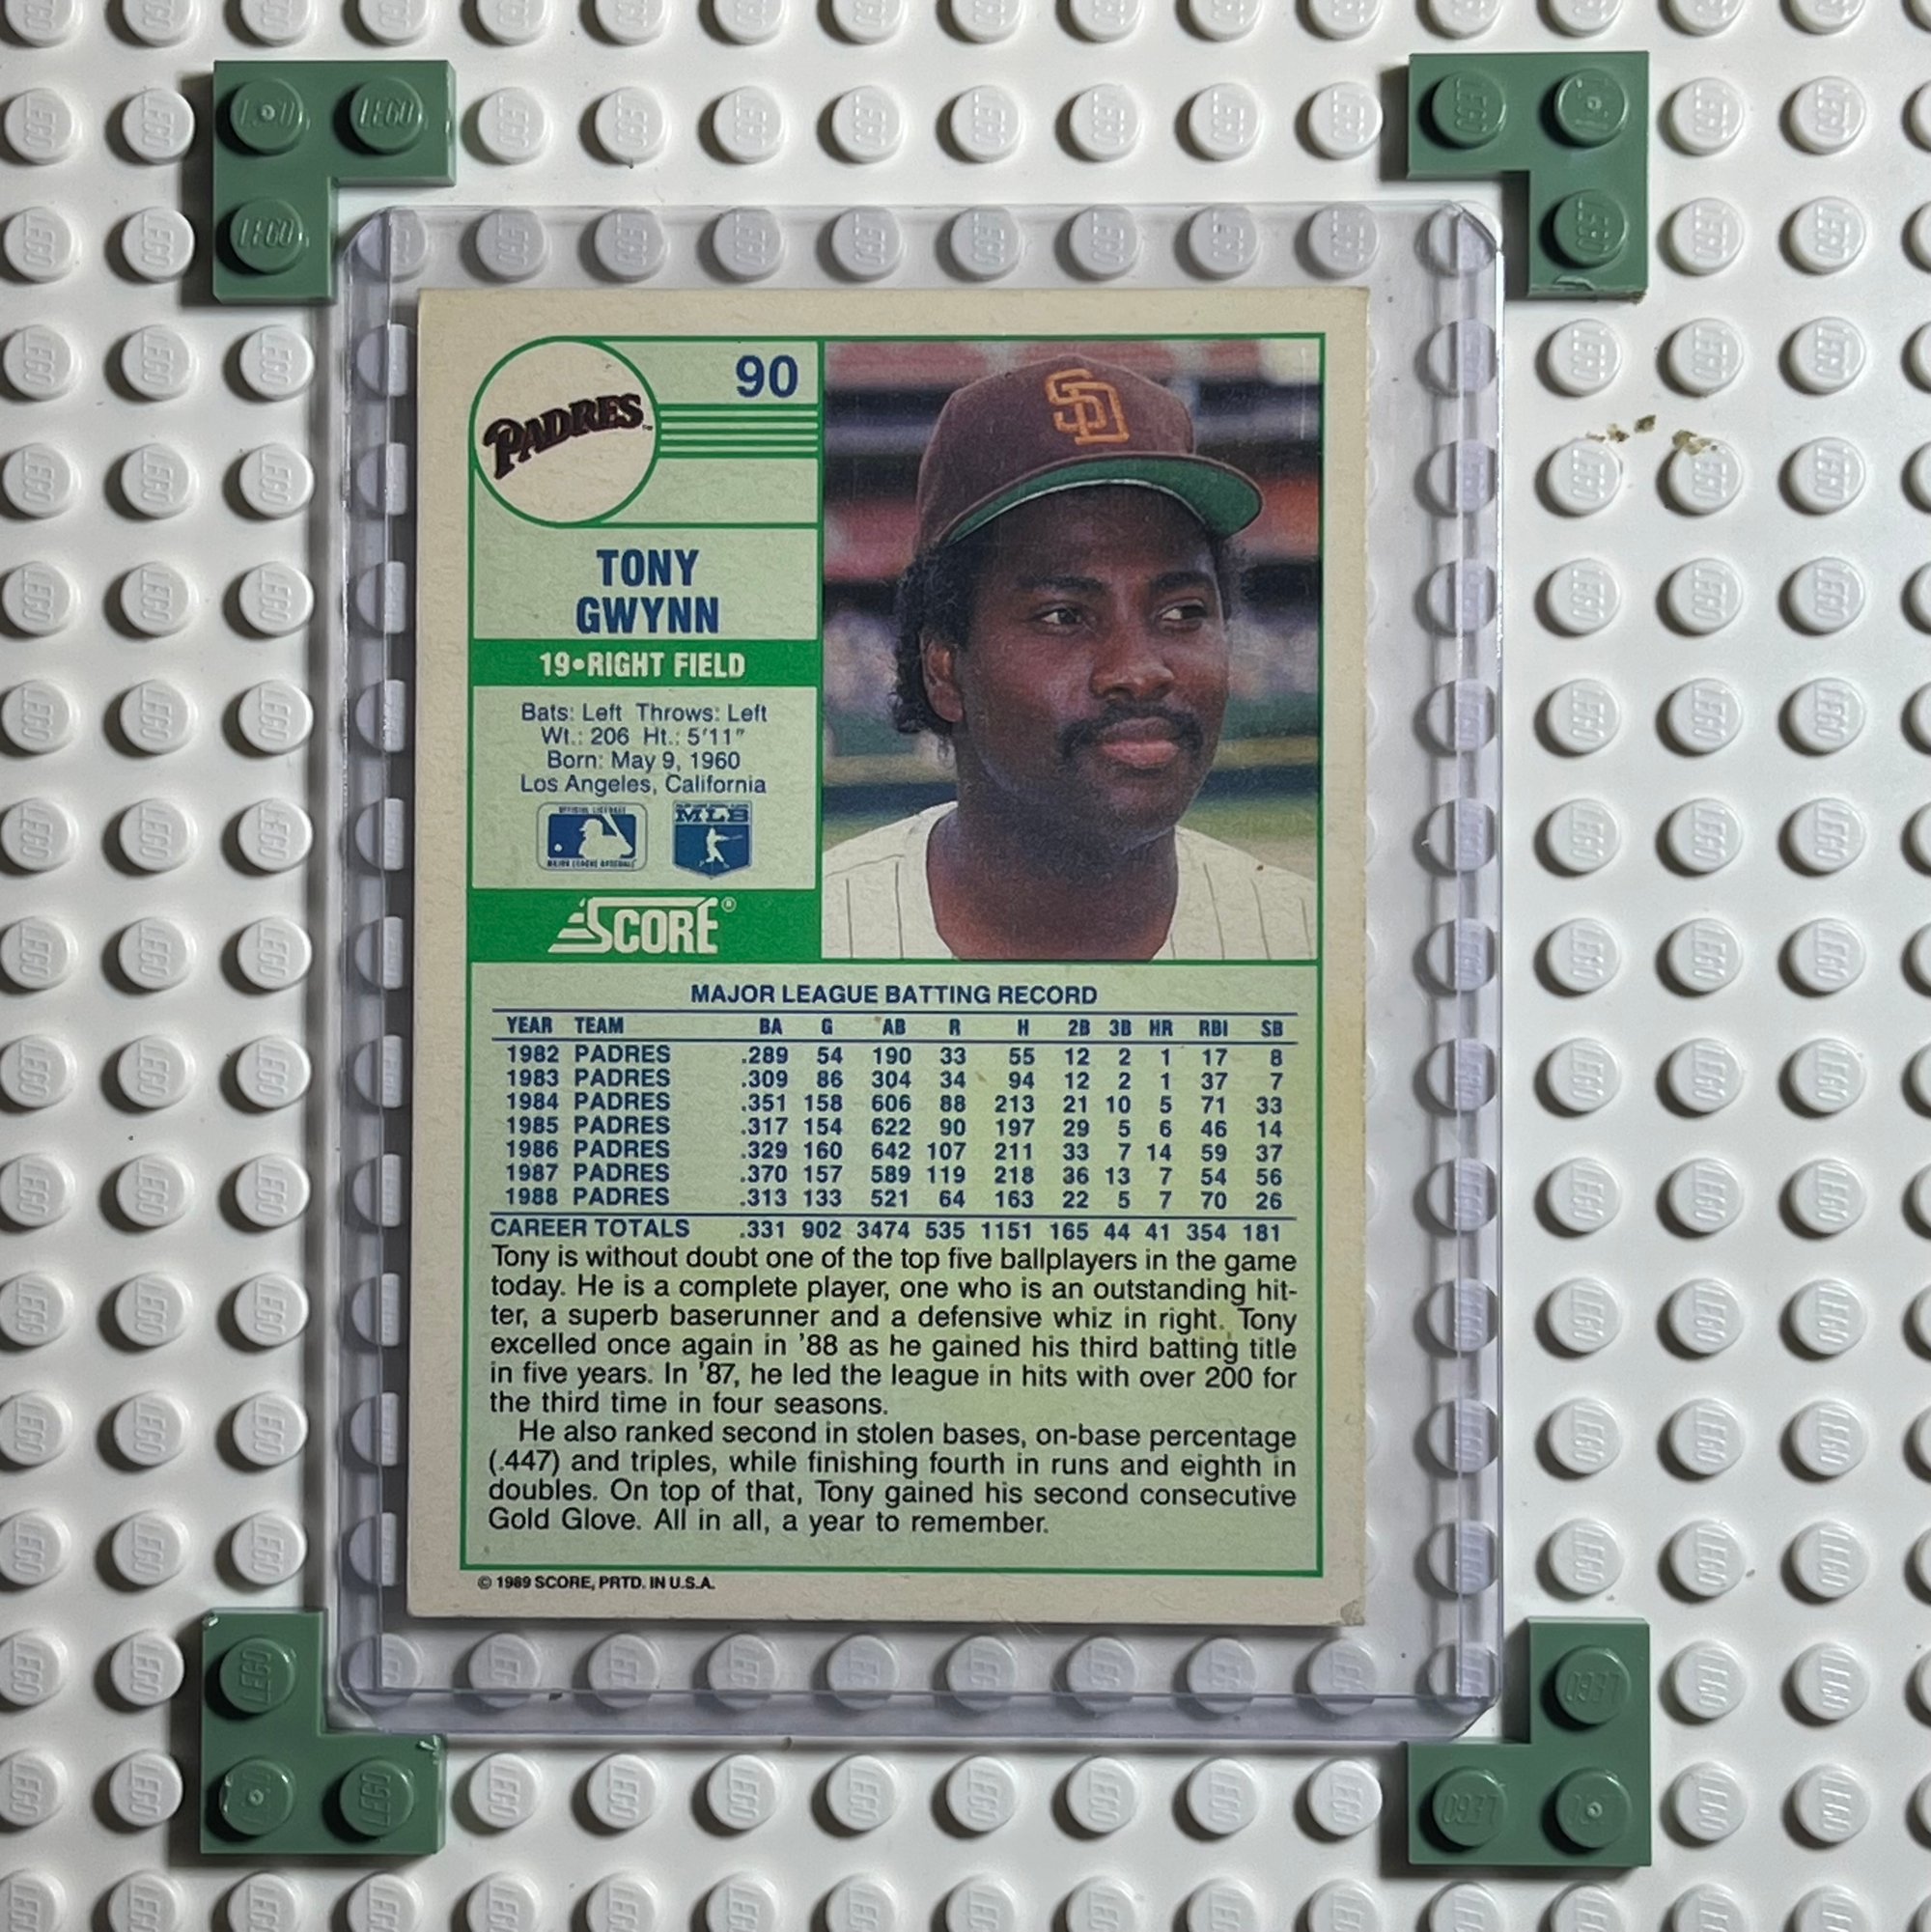 90
PADRES
TONY
GWYNN
19•RIGHT FIELD
Bats: Left Throws: Left
Wt.: 206 Ht.: 5'11"
Born: May 9, 1960
Los Angeles, California
MLB
SCORE®
SD
MAJOR LEAGUE BATTING RECORD
YEAR TEAM BA G AB R H 2B 3B HR RBI SB
1982 PADRES .289 54 190 33 55 12 2 1 17 8
1983 PADRES .309 86 304 34 94 12 2 1 37 7
1984 PADRES .351 158 606 88 213 21 10 5 71 33
1985 PADRES .317 154 622 90 197 29 5 6 46 14
1986 PADRES .329 160 642 107 211 33 7 14 59 37
1987 PADRES .370 157 589 119 218 36 13 7 54 56
1988 PADRES .313 133 521 64 163 22 5 7 70 26
CAREER TOTALS .331 902 3474 535 1151 165 44 41 354 181
Tony is without doubt one of the top five ballplayers in the game
today. He is a complete player, one who is an outstanding hit-
ter, a superb baserunner and a defensive whiz in right. Tony
excelled once again in '88 as he gained his third batting title
in five years. In '87, he led the league in hits with over 200 for
the third time in four seasons.
He also ranked second in stolen bases, on-base percentage
(.447) and triples, while finishing fourth in runs and eighth in
doubles. On top of that, Tony gained his second consecutive
Gold Glove. All in all, a year to remember.
© 1989 SCORE, PRTD. IN U.S.A.
LEGO